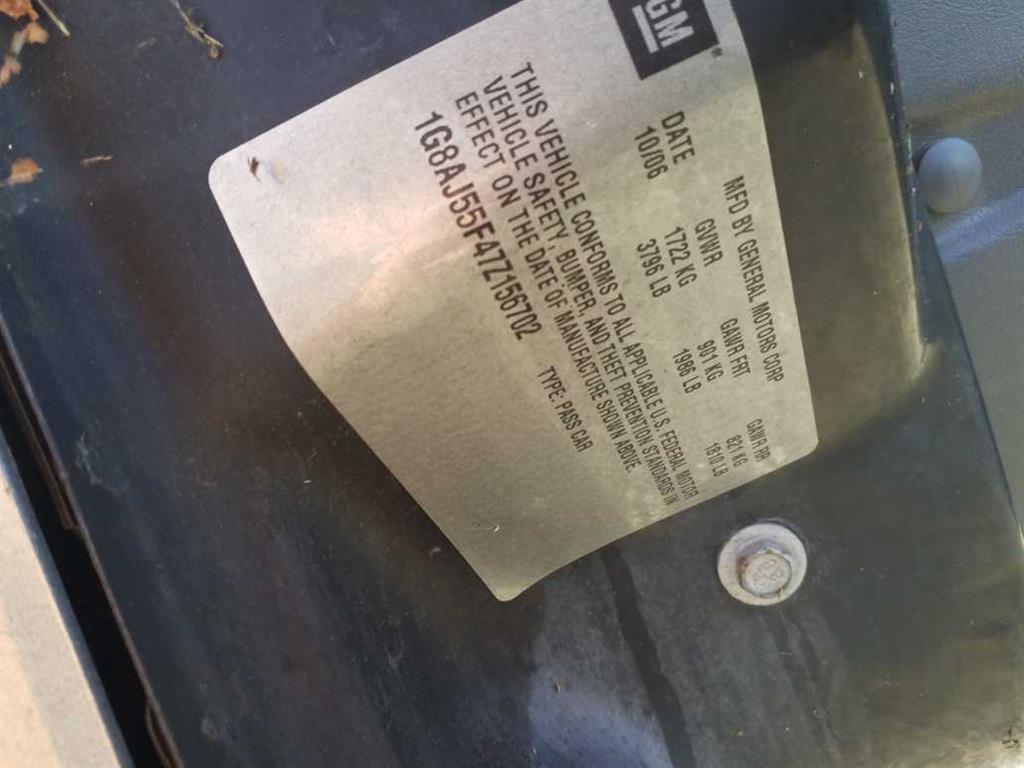 GM®
MFD BY GENERAL MOTORS CORP
DATE GVWR GAWR FRT GAWR RR
10/06 1722 KG 901 KG 821 KG
3796 LB 1986 LB 1810 LB
THIS VEHICLE CONFORMS TO ALL APPLICABLE U.S. FEDERAL MOTOR
VEHICLE SAFETY, BUMPER, AND THEFT PREVENTION STANDARDS IN
EFFECT ON THE DATE OF MANUFACTURE SHOWN ABOVE.
1G8AJ55F47Z156702 TYPE: PASS CAR